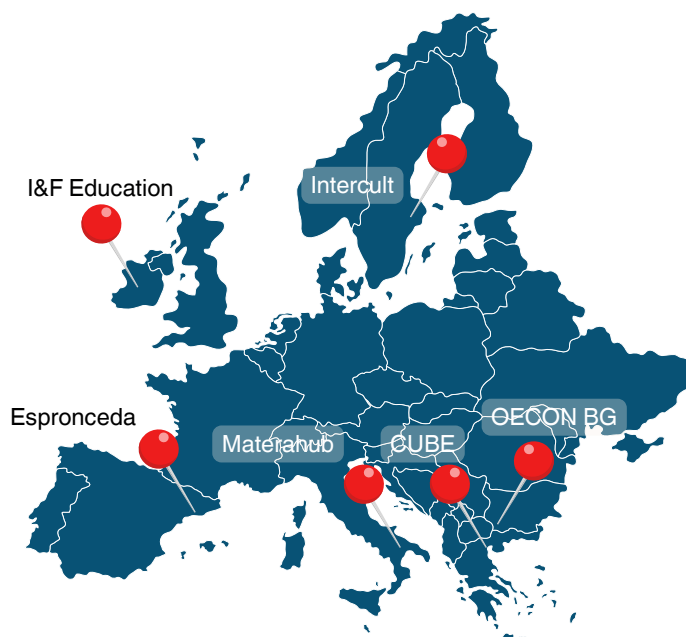 Intercult
I&F Education
Espronceda
Materahub
CUBE
OECON BG